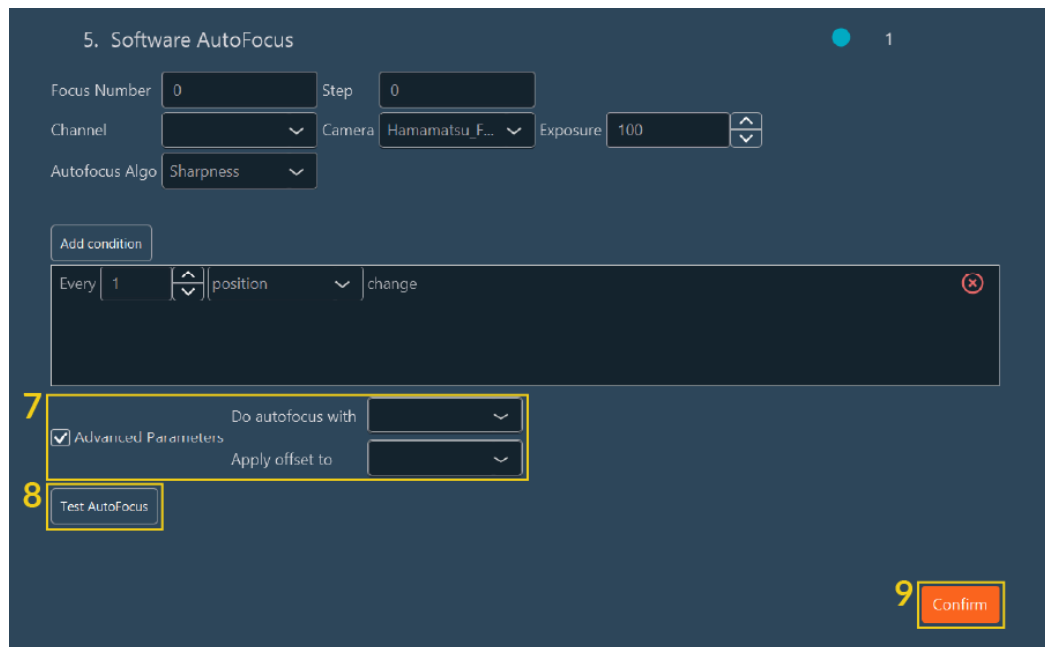 5. Software AutoFocus 1
Focus Number 0 Step 0
Channel Camera Hamamatsu_F... Exposure 100
Autofocus Algo Sharpness
Add condition
Every 1 position change
7 Do autofocus with
Advanced Parameters
Apply offset to
8 Test AutoFocus
9 Confirm